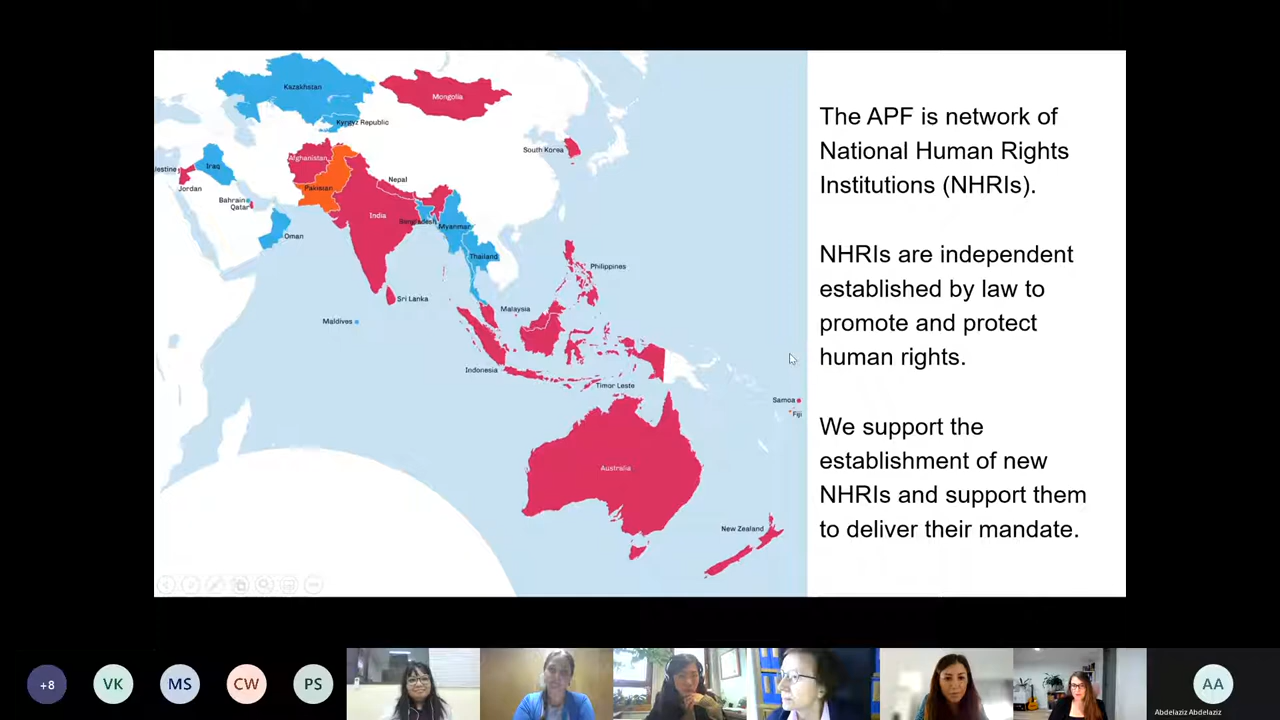 Kazakhstan
Mongolia
Kyrgyz Republic
South Korea
Afghanistan
Iraq
estine
Jordan
Nepal
Pakistan
Bahrain
Qatar
India
Bangladesh
Myanmar
Oman
Thailand
Philippines
Sri Lanka
Malaysia
Maldives
Indonesia
Timor Leste
Samoa
Fiji
Australia
New Zealand
The APF is network of
National Human Rights
Institutions (NHRIs).
NHRIs are independent
established by law to
promote and protect
human rights.
We support the
establishment of new
NHRIs and support them
to deliver their mandate.
+8
VK
MS
CW
PS
AA
Abdelaziz Abdelaziz